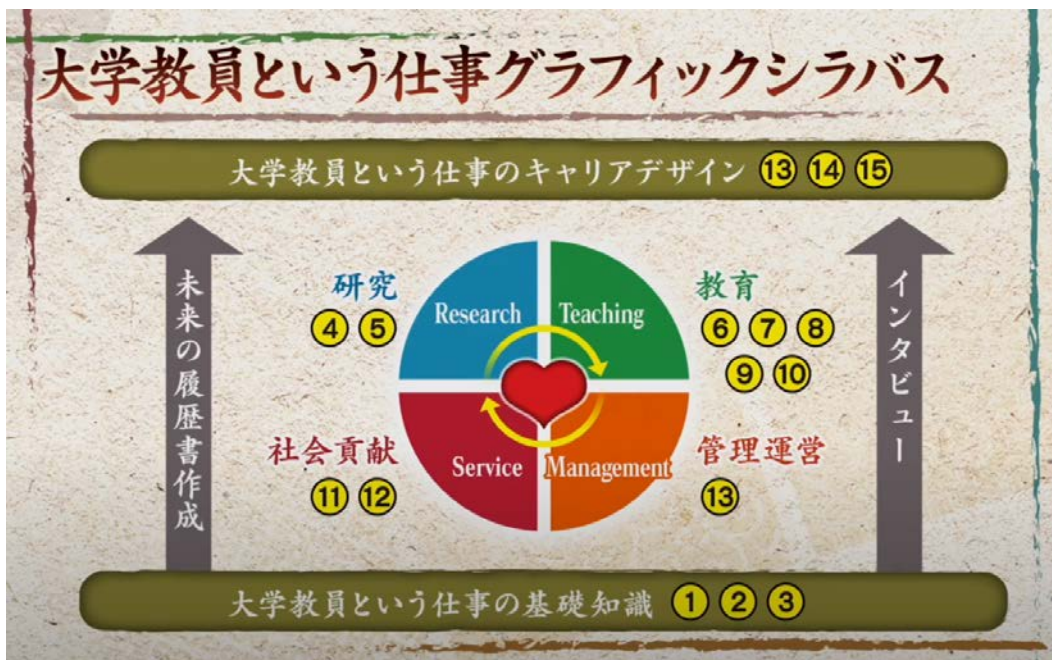 大学教員という仕事グラフィックシラバス
大学教員という仕事のキャリアデザイン ⑬ ⑭ ⑮
未来の履歴書作成
研究
④ ⑤
Research
Teaching
教育
⑥ ⑦ ⑧
⑨ ⑩
インタビュー
社会貢献
⑪ ⑫
Service
Management
管理運営
⑬
大学教員という仕事の基礎知識 ① ② ③